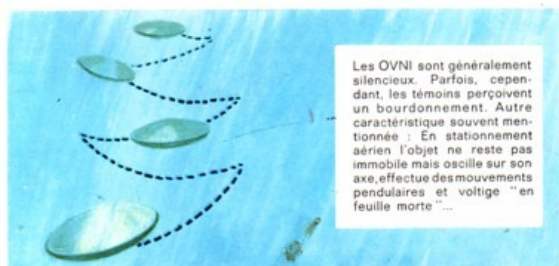 Les OVNI sont généralement
silencieux. Parfois, cepen-
dant, les témoins perçoivent
un bourdonnement. Autre
caractéristique souvent men-
tionnée : En stationnement
aérien l'objet ne reste pas
immobile mais oscille sur son
axe, effectue des mouvements
pendulaires et voltige "en
feuille morte"...